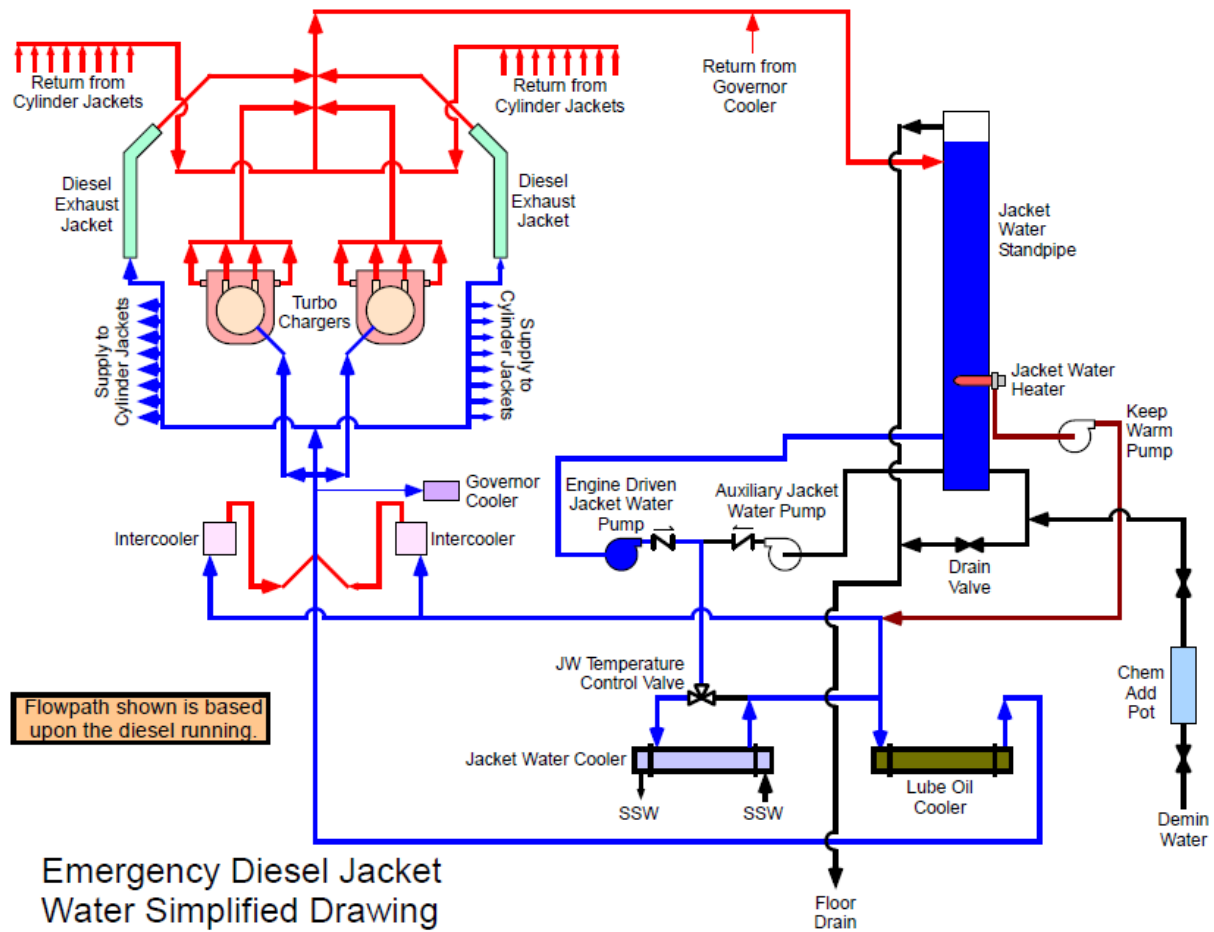 Return from
Cylinder Jackets
Return from
Cylinder Jackets
Return from
Governor
Cooler
Diesel
Exhaust
Jacket
Diesel
Exhaust
Jacket
Jacket
Water
Standpipe
Turbo
Chargers
Supply to
Cylinder Jackets
Supply to
Cylinder Jackets
Jacket Water
Heater
Keep
Warm
Pump
Governor
Cooler
Engine Driven
Jacket Water
Pump
Auxiliary Jacket
Water Pump
Intercooler
Intercooler
Drain
Valve
JW Temperature
Control Valve
Chem
Add
Pot
Flowpath shown is based
upon the diesel running.
Jacket Water Cooler
Lube Oil
Cooler
SSW
SSW
Demin
Water
Emergency Diesel Jacket
Water Simplified Drawing
Floor
Drain